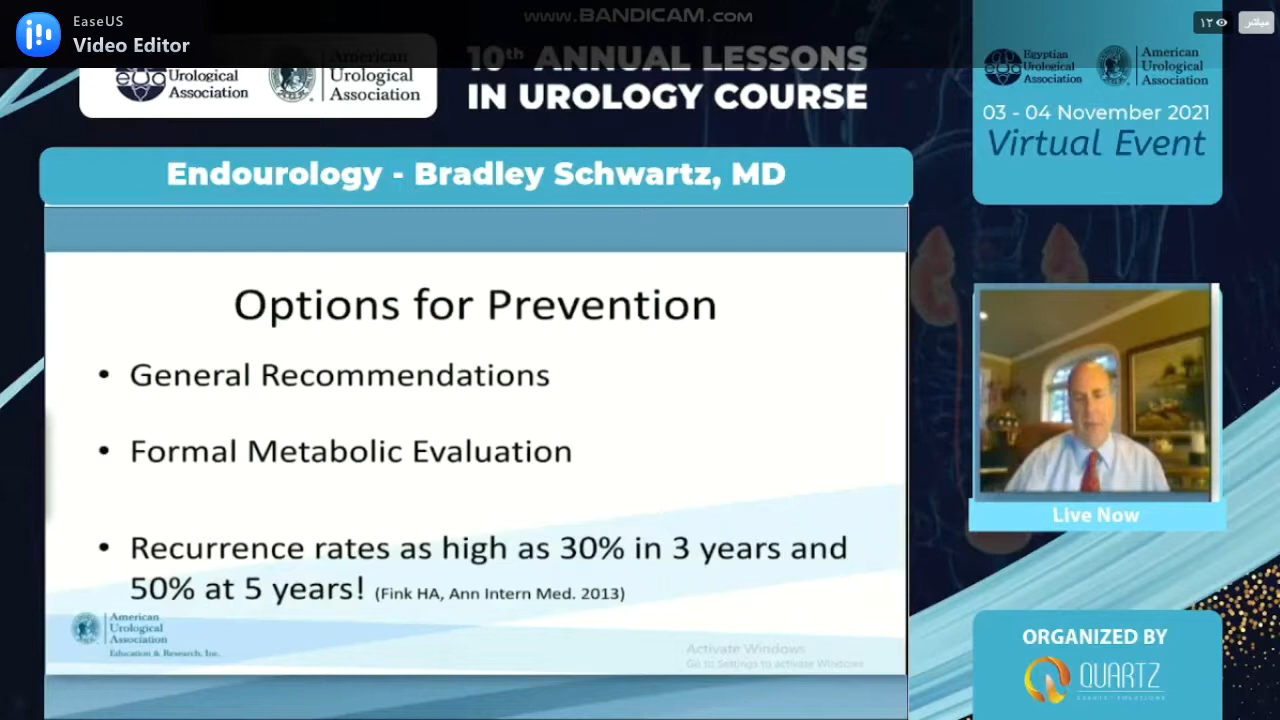 EaseUS
Video Editor
www.BANDICAM.com
eua Urological
Association
American
Urological
Association
10th ANNUAL LESSONS
IN UROLOGY COURSE
١٢
مباشر
eua Egyptian
Urological
Association
American
Urological
Association
03 - 04 November 2021
Virtual Event
Endourology - Bradley Schwartz, MD
Options for Prevention
• General Recommendations
• Formal Metabolic Evaluation
• Recurrence rates as high as 30% in 3 years and
50% at 5 years! (Fink HA, Ann Intern Med. 2013)
American
Urological
Association
Education & Research, Inc.
Activate Windows
Go to Settings to activate Windows
Live Now
ORGANIZED BY
QUARTZ